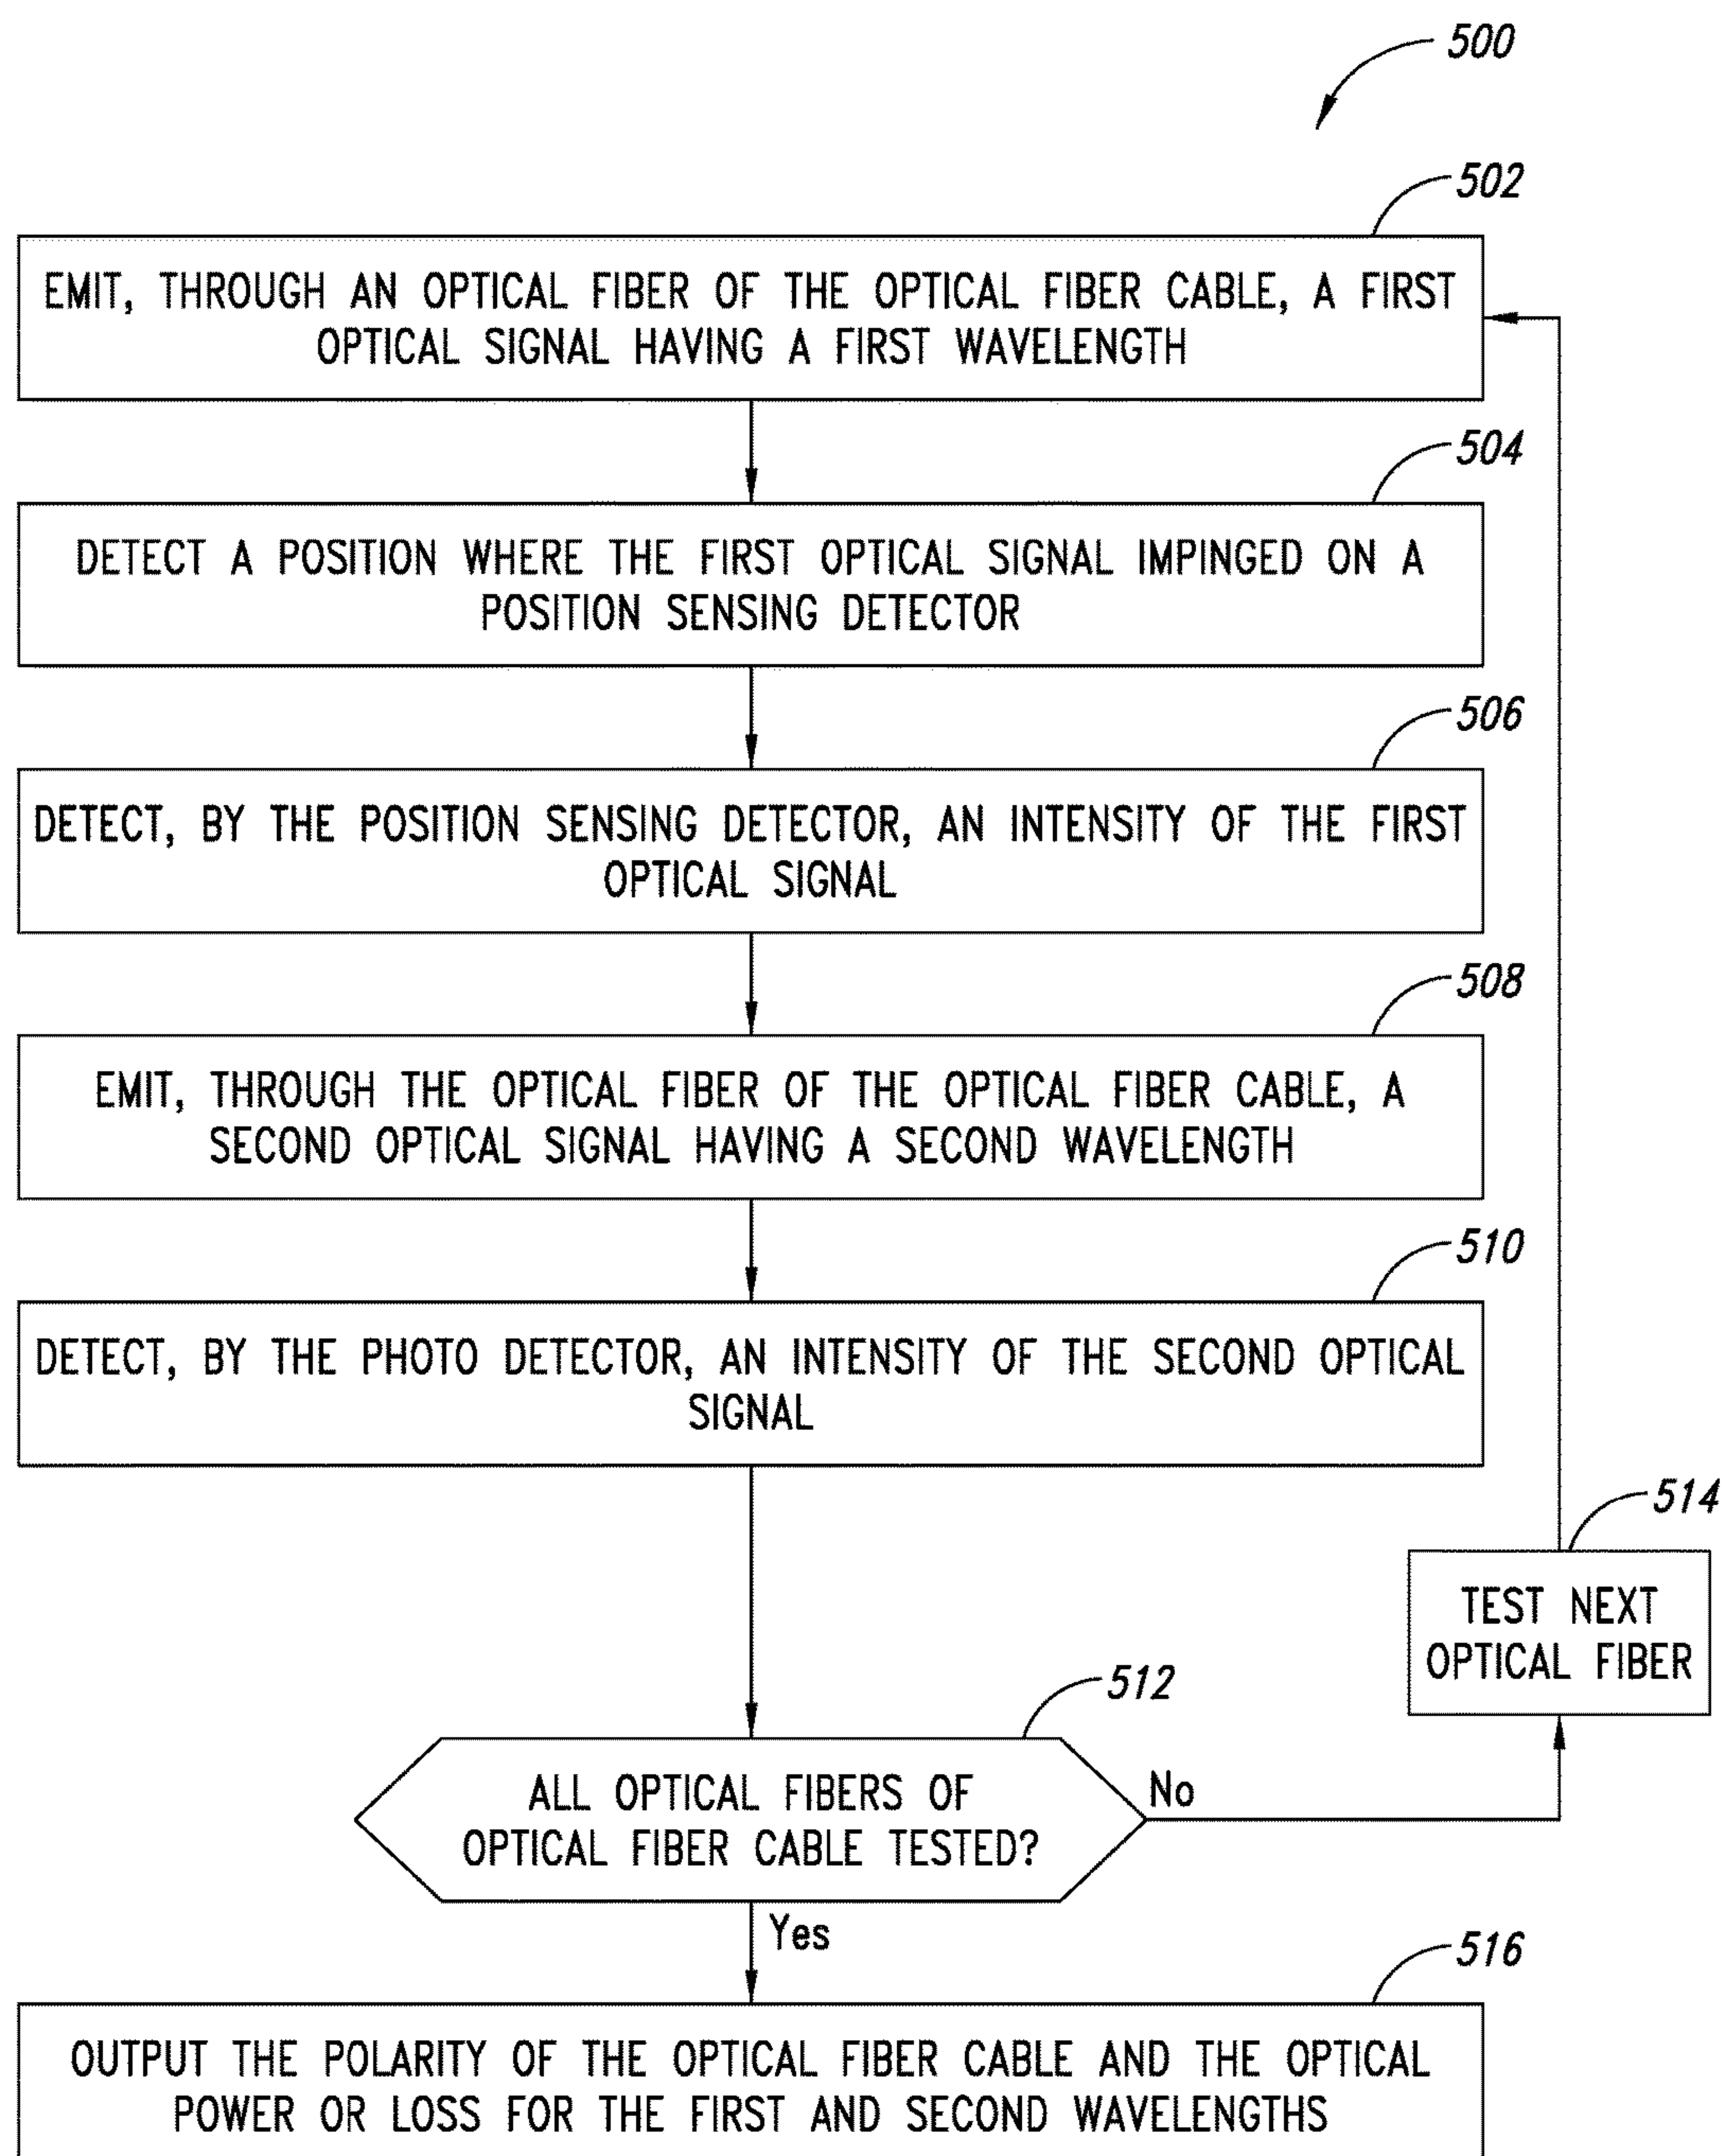 500
502
EMIT, THROUGH AN OPTICAL FIBER OF THE OPTICAL FIBER CABLE, A FIRST
OPTICAL SIGNAL HAVING A FIRST WAVELENGTH
504
DETECT A POSITION WHERE THE FIRST OPTICAL SIGNAL IMPINGED ON A
POSITION SENSING DETECTOR
506
DETECT, BY THE POSITION SENSING DETECTOR, AN INTENSITY OF THE FIRST
OPTICAL SIGNAL
508
EMIT, THROUGH THE OPTICAL FIBER OF THE OPTICAL FIBER CABLE, A
SECOND OPTICAL SIGNAL HAVING A SECOND WAVELENGTH
510
DETECT, BY THE PHOTO DETECTOR, AN INTENSITY OF THE SECOND OPTICAL
SIGNAL
514
TEST NEXT
OPTICAL FIBER
512
ALL OPTICAL FIBERS OF
OPTICAL FIBER CABLE TESTED?
No
Yes
516
OUTPUT THE POLARITY OF THE OPTICAL FIBER CABLE AND THE OPTICAL
POWER OR LOSS FOR THE FIRST AND SECOND WAVELENGTHS